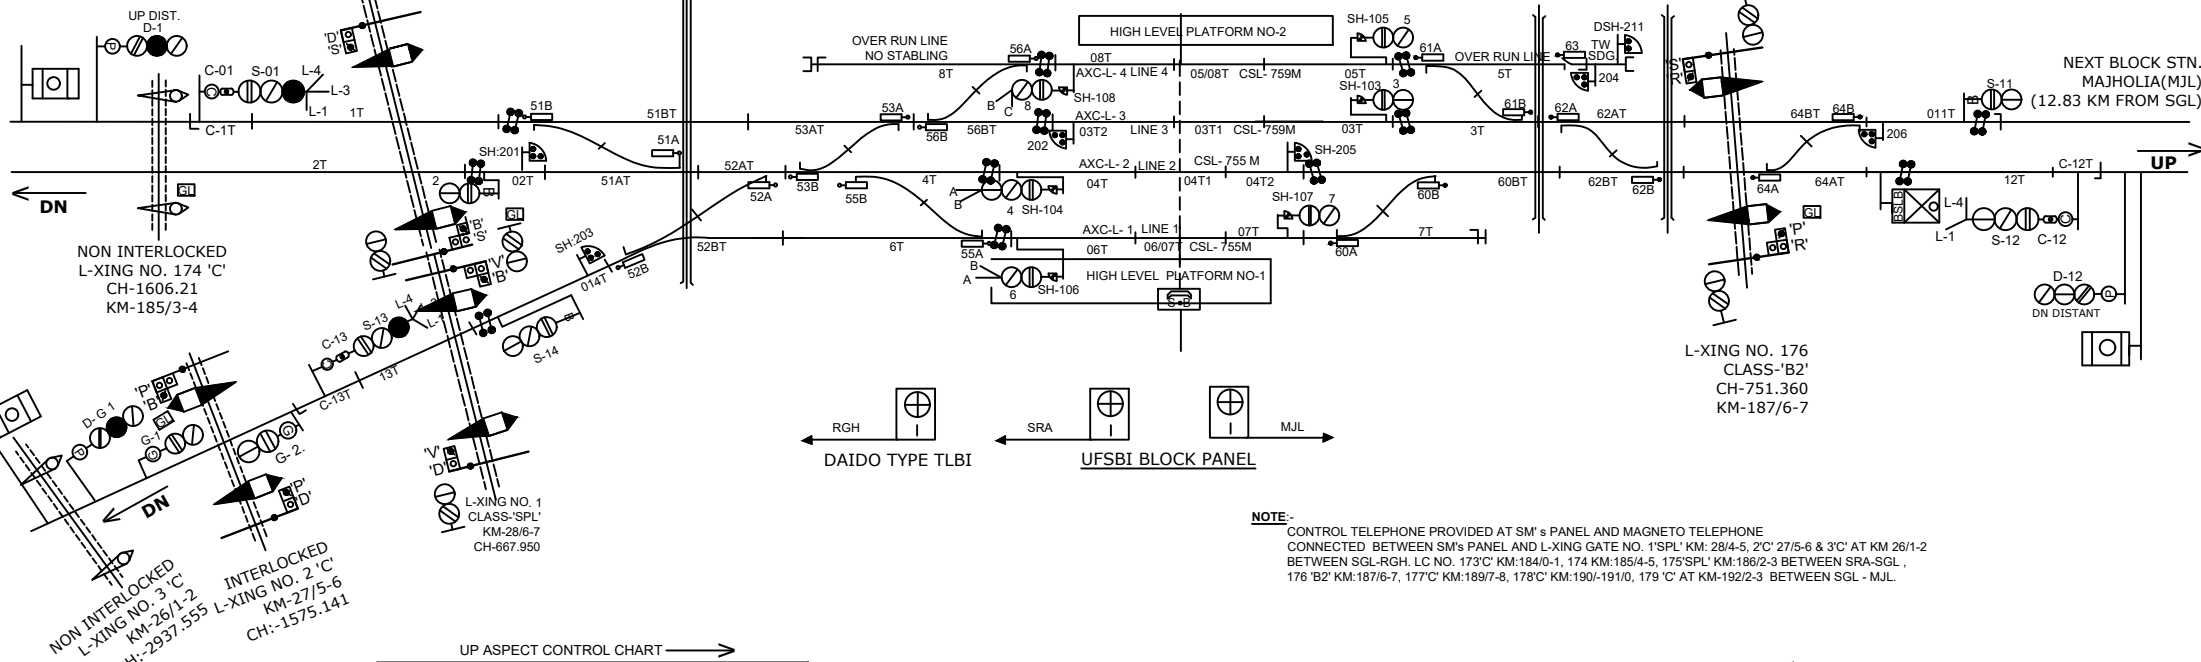 UP DIST.
D-1
P
C-01
S-01
L-4
L-3
L-1
C
C-1T
1T
'D'
'S'
OVER RUN LINE
NO STABLING
8T
56A
08T
HIGH LEVEL PLATFORM NO-2
AXC-L- 4
LINE 4
05/08T
CSL- 759M
05T
SH-105
5
61A
OVER RUN LINE
5T
63
TW
SDG.
DSH-211
204
'S'
'R'
NEXT BLOCK STN.
MAJHOLIA(MJL)
(12.83 KM FROM SGL)
S-11
B
51B
51BT
53A
53AT
56B
56BT
B
C
8
SH-108
AXC-L- 3
03T2
LINE 3
03T1
CSL-759M
SH-103
3
03T
61B
3T
62A
62AT
64BT
64B
206
011T
202
51A
SH:201
2T
2
B
02T
51AT
52AT
52A
53B
55B
4T
A
B
4
SH-104
AXC-L- 2
LINE 2
CSL- 755 M
04T
04T1
04T2
SH-205
60B
60BT
62BT
62B
64A
64AT
12T
C-12T
UP
GL
DN
NON INTERLOCKED
L-XING NO. 174 'C'
CH-1606.21
KM-185/3-4
GL
'B'
'S'
'V'
'B'
SH:203
52B
014T
52BT
6T
55A
B
A
6
SH-106
AXC-L- 1
LINE 1
06T
06/07T
CSL- 755M
SH-107
7
07T
60A
7T
HIGH LEVEL PLATFORM NO-1
S-B
GL
'P'
'R'
BSLB
L-4
L-1
S-12
C-12
C
D-12
P
DN DISTANT
C-13
S-13
L-4
L-1
C
C-13T
13T
S-14
B
L-XING NO. 176
CLASS-'B2'
CH-751.360
KM-187/6-7
'P'
'B'
GL
D-G 1
P
G-1
G
G- 2.
G
'P'
'D'
DN
'V'
'D'
L-XING NO. 1
CLASS-'SPL'
KM-28/6-7
CH-667.950
RGH
DAIDO TYPE TLBI
SRA
MJL
UFSBI BLOCK PANEL
NON INTERLOCKED
L-XING NO. 3 'C'
KM-26/1-2
H:-2937.555
INTERLOCKED
L-XING NO. 2 'C'
KM-27/5-6
CH:-1575.141
NOTE:-
CONTROL TELEPHONE PROVIDED AT SM' s PANEL AND MAGNETO TELEPHONE
CONNECTED BETWEEN SM's PANEL AND L-XING GATE NO. 1'SPL' KM: 28/4-5, 2'C' 27/5-6 & 3'C' AT KM 26/1-2
BETWEEN SGL-RGH. LC NO. 173'C' KM:184/0-1, 174 KM:185/4-5, 175'SPL' KM:186/2-3 BETWEEN SRA-SGL ,
176 'B2' KM:187/6-7, 177'C' KM:189/7-8, 178'C' KM:190/-191/0, 179 'C' AT KM-192/2-3 BETWEEN SGL - MJL.
UP ASPECT CONTROL CHART